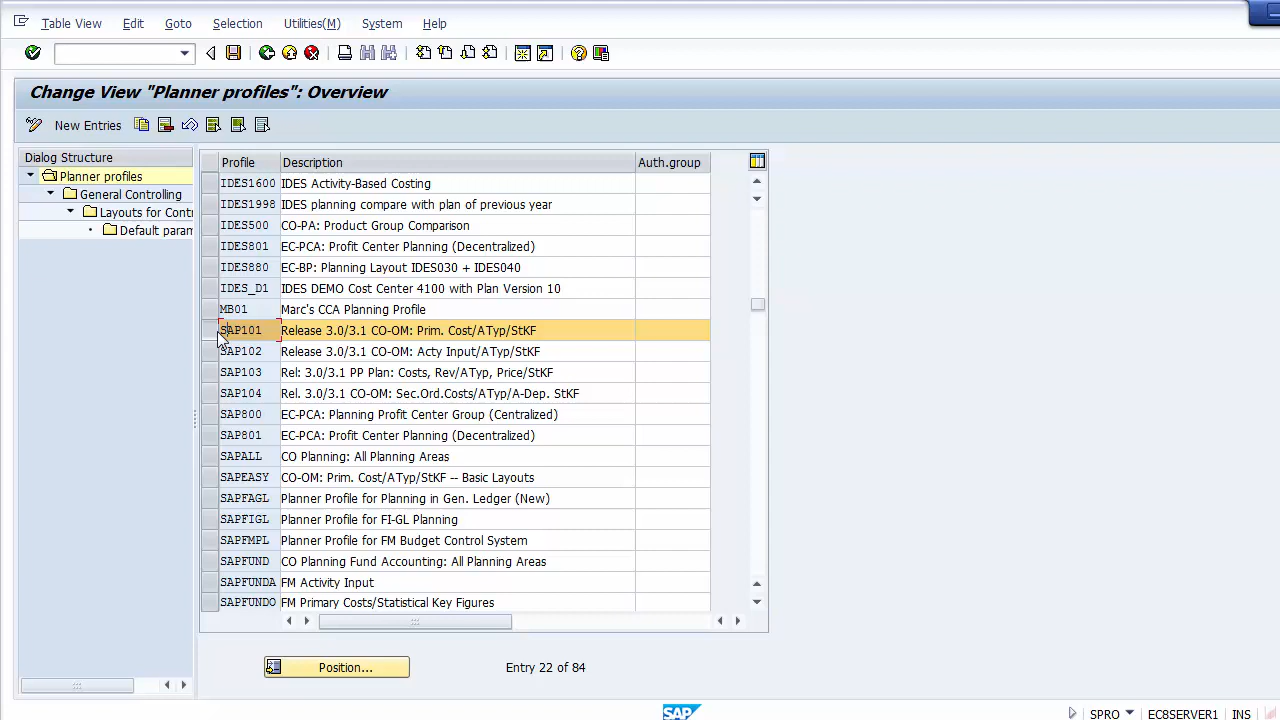 Table View Edit Goto Selection Utilities(M) System Help
Change View "Planner profiles": Overview
New Entries
Dialog Structure
Planner profiles
General Controlling
Layouts for Cont
Default param
Profile Description Auth.group
IDES1600 IDES Activity-Based Costing
IDES1998 IDES planning compare with plan of previous year
IDES500 CO-PA: Product Group Comparison
IDES801 EC-PCA: Profit Center Planning (Decentralized)
IDES880 EC-BP: Planning Layout IDES030 + IDES040
IDES_D1 IDES DEMO Cost Center 4100 with Plan Version 10
MB01 Marc's CCA Planning Profile
SAP101 Release 3.0/3.1 CO-OM: Prim. Cost/ATyp/StKF
SAP102 Release 3.0/3.1 CO-OM: Acty Input/ATyp/StKF
SAP103 Rel: 3.0/3.1 PP Plan: Costs, Rev/ATyp, Price/StKF
SAP104 Rel. 3.0/3.1 CO-OM: Sec.Ord.Costs/ATyp/A-Dep. StKF
SAP800 EC-PCA: Planning Profit Center Group (Centralized)
SAP801 EC-PCA: Profit Center Planning (Decentralized)
SAPALL CO Planning: All Planning Areas
SAPEASY CO-OM: Prim. Cost/ATyp/StKF -- Basic Layouts
SAPFAGL Planner Profile for Planning in Gen. Ledger (New)
SAPFIGL Planner Profile for FI-GL Planning
SAPFMPL Planner Profile for FM Budget Control System
SAPFUND CO Planning Fund Accounting: All Planning Areas
SAPFUNDA FM Activity Input
SAPFUNDO FM Primary Costs/Statistical Key Figures
Position... Entry 22 of 84
SAP SPRO EC8SERVER1 INS